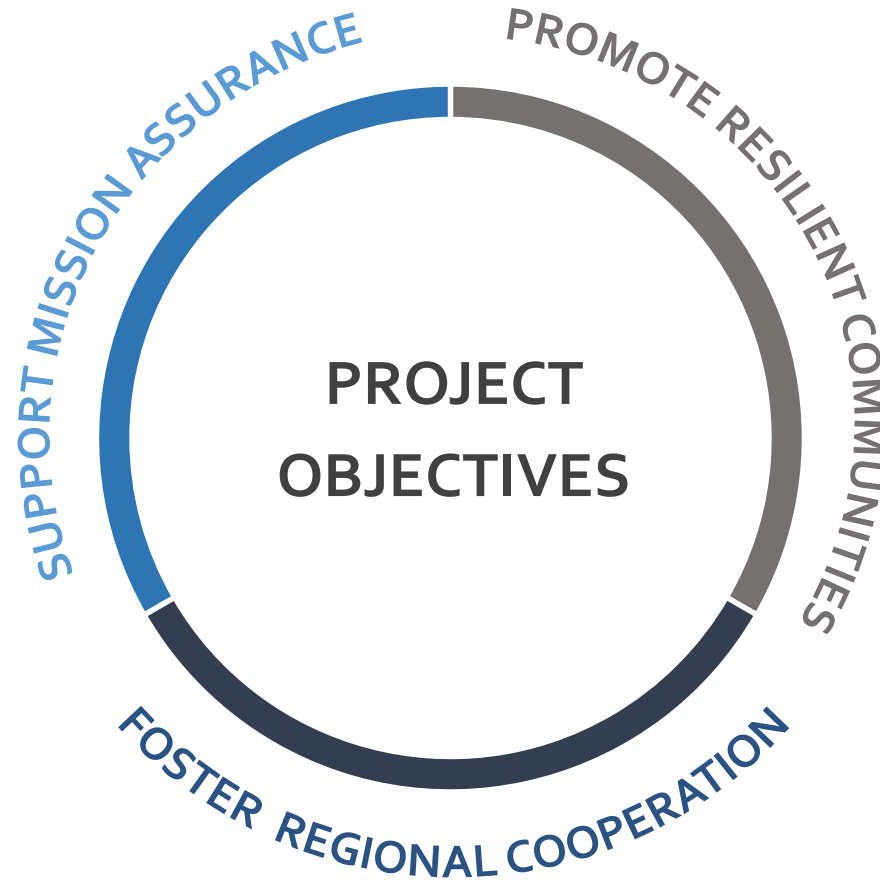 SUPPORT MISSION ASSURANCE
PROMOTE RESILIENT COMMUNITIES
PROJECT
OBJECTIVES
FOSTER REGIONAL COOPERATION